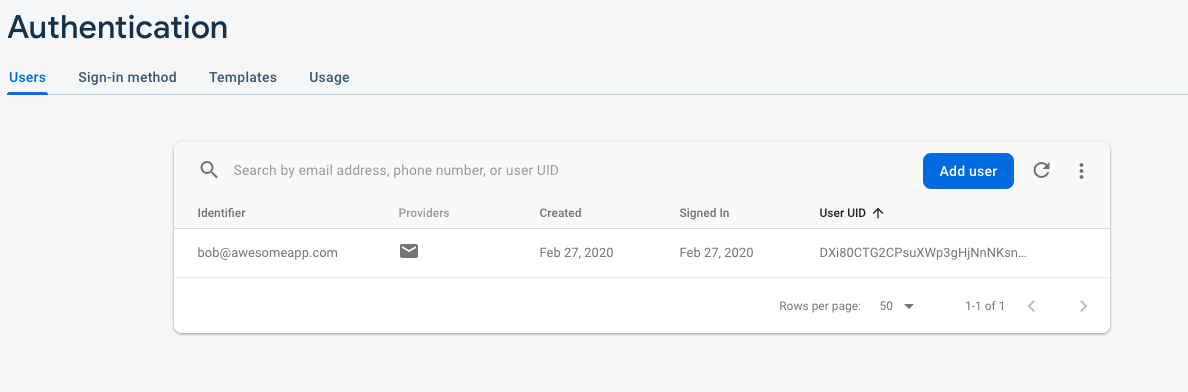 Authentication
Users Sign-in method Templates Usage
Search by email address, phone number, or user UID Add user
Identifier Providers Created Signed In User UID
bob@awesomeapp.com Feb 27, 2020 Feb 27, 2020 DXi80CTG2CPsuXWp3gHjNnNKsn...
Rows per page: 50 1-1 of 1